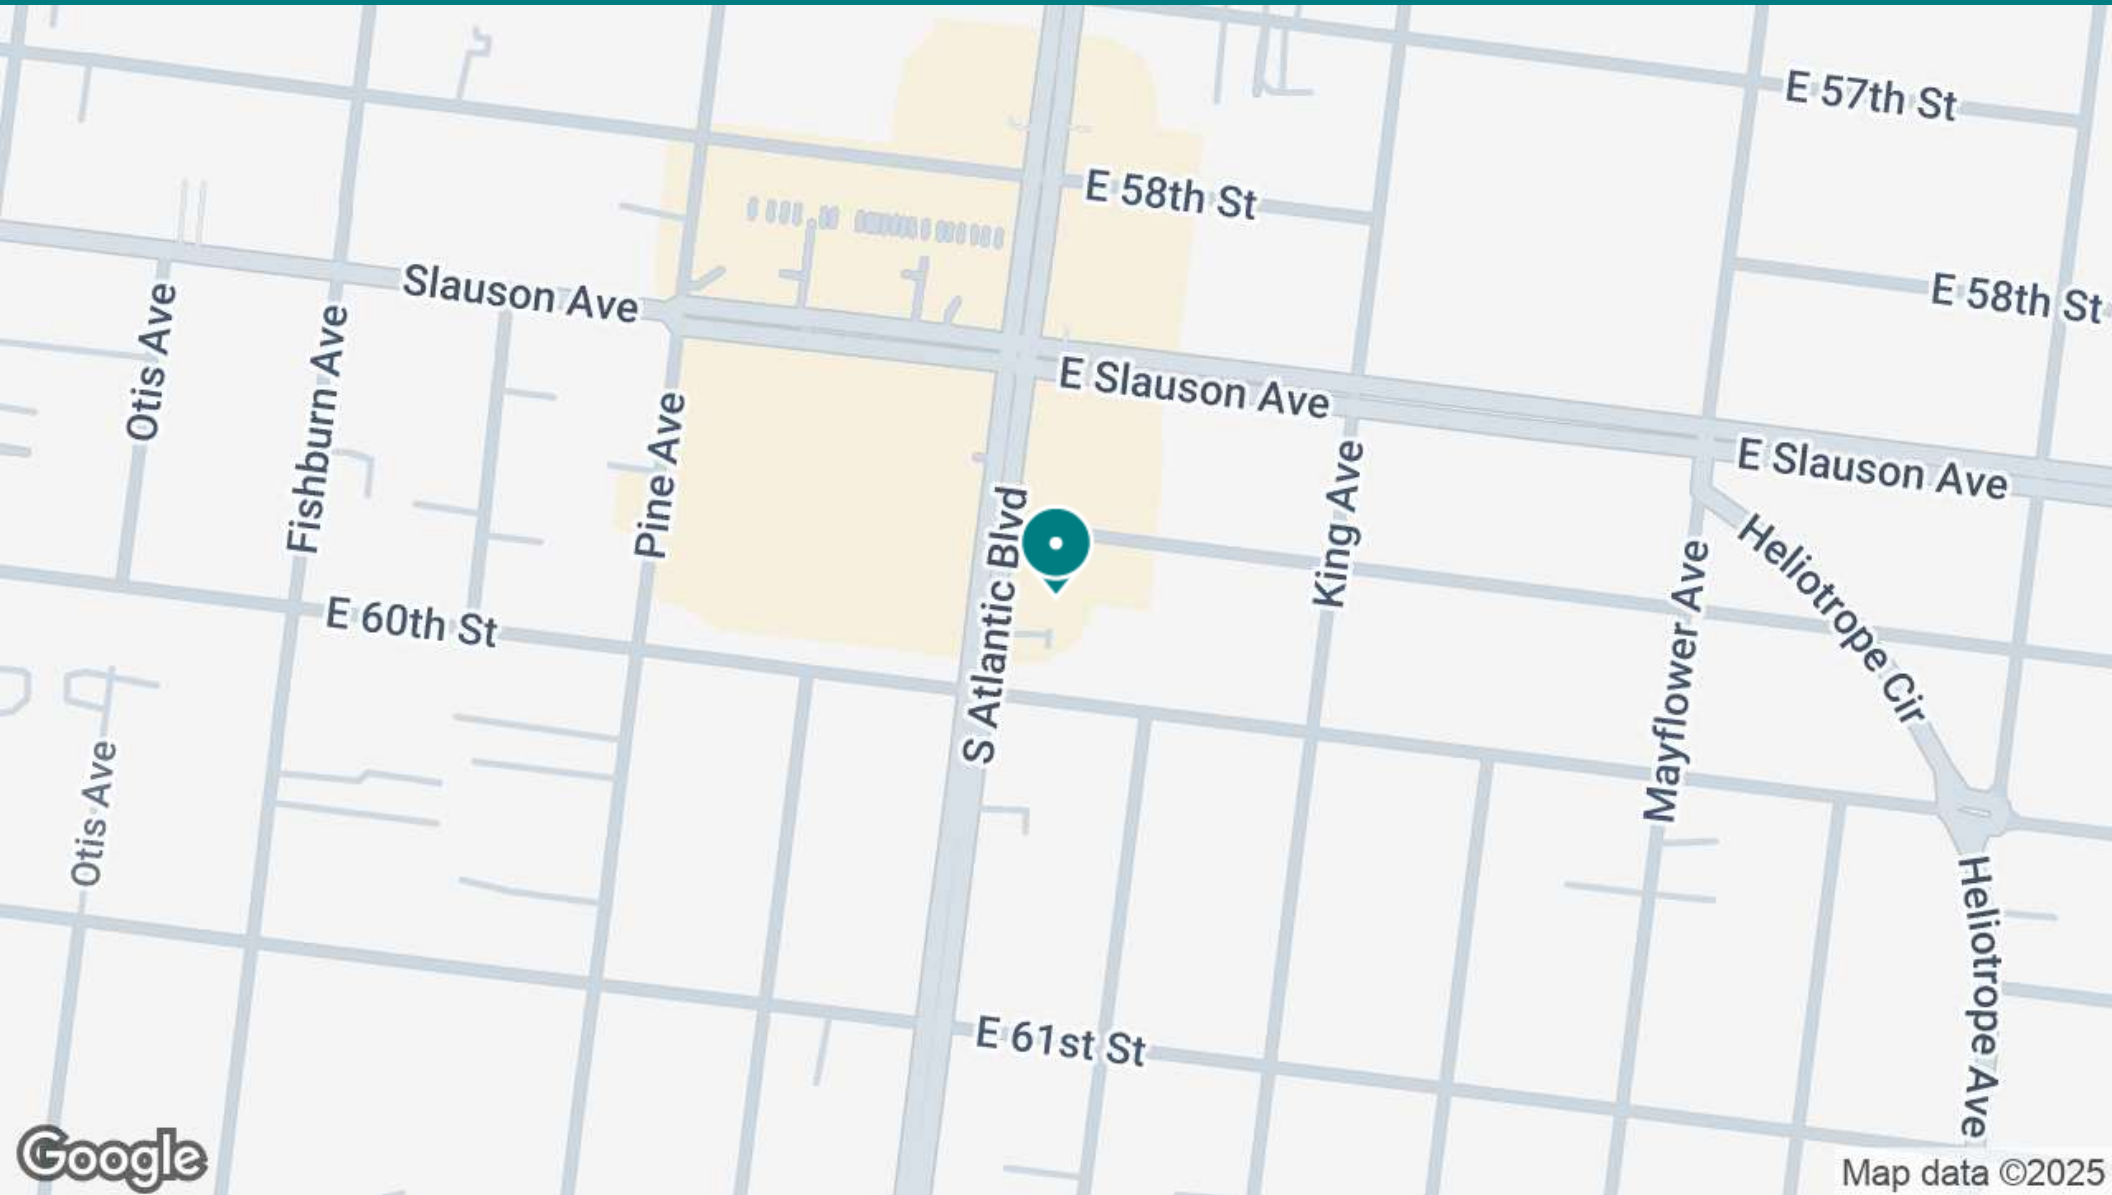 E 57th St
E 58th St
E 58th St
Slauson Ave
E Slauson Ave
E Slauson Ave
Otis Ave
Fishburn Ave
Pine Ave
King Ave
S Atlantic Blvd
Mayflower Ave
Heliotrope Cir
E 60th St
Otis Ave
Heliotrope Ave
E 61st St
Google
Map data ©2025